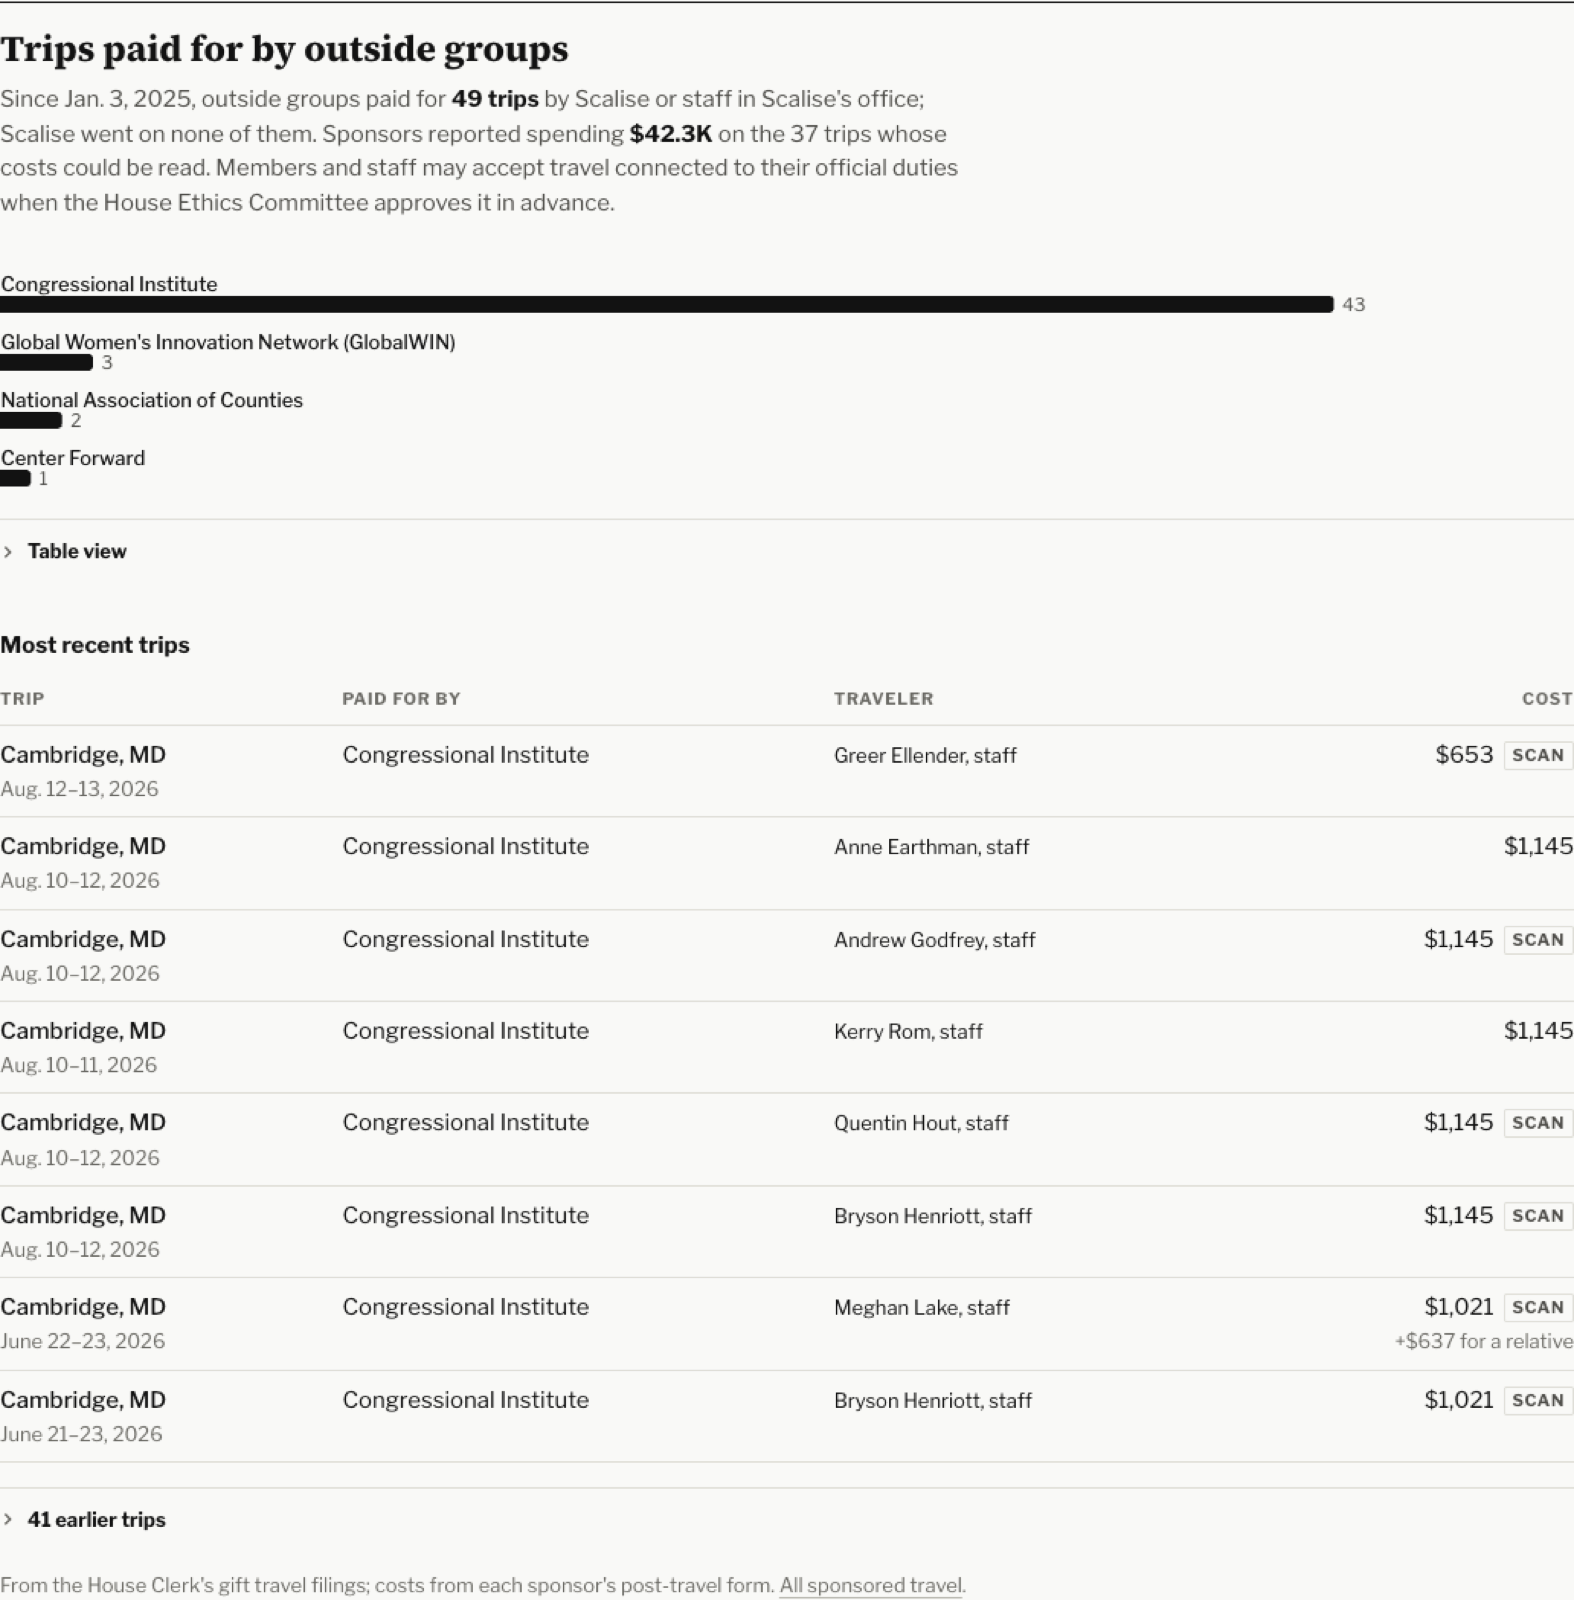 Trips paid for by outside groups
Since Jan. 3, 2025, outside groups paid for 49 trips by Scalise or staff in Scalise's office;
Scalise went on none of them. Sponsors reported spending $42.3K on the 37 trips whose
costs could be read. Members and staff may accept travel connected to their official duties
when the House Ethics Committee approves it in advance.
Congressional Institute
43
Global Women's Innovation Network (GlobalWIN)
3
National Association of Counties
2
Center Forward
1
Table view
Most recent trips
TRIP PAID FOR BY TRAVELER COST
Cambridge, MD Congressional Institute Greer Ellender, staff $653 SCAN
Aug. 12–13, 2026
Cambridge, MD Congressional Institute Anne Earthman, staff $1,145
Aug. 10–12, 2026
Cambridge, MD Congressional Institute Andrew Godfrey, staff $1,145 SCAN
Aug. 10–12, 2026
Cambridge, MD Congressional Institute Kerry Rom, staff $1,145
Aug. 10–11, 2026
Cambridge, MD Congressional Institute Quentin Hout, staff $1,145 SCAN
Aug. 10–12, 2026
Cambridge, MD Congressional Institute Bryson Henriott, staff $1,145 SCAN
Aug. 10–12, 2026
Cambridge, MD Congressional Institute Meghan Lake, staff $1,021 SCAN
June 22–23, 2026 +$637 for a relative
Cambridge, MD Congressional Institute Bryson Henriott, staff $1,021 SCAN
June 21–23, 2026
41 earlier trips
From the House Clerk's gift travel filings; costs from each sponsor's post-travel form. All sponsored travel.